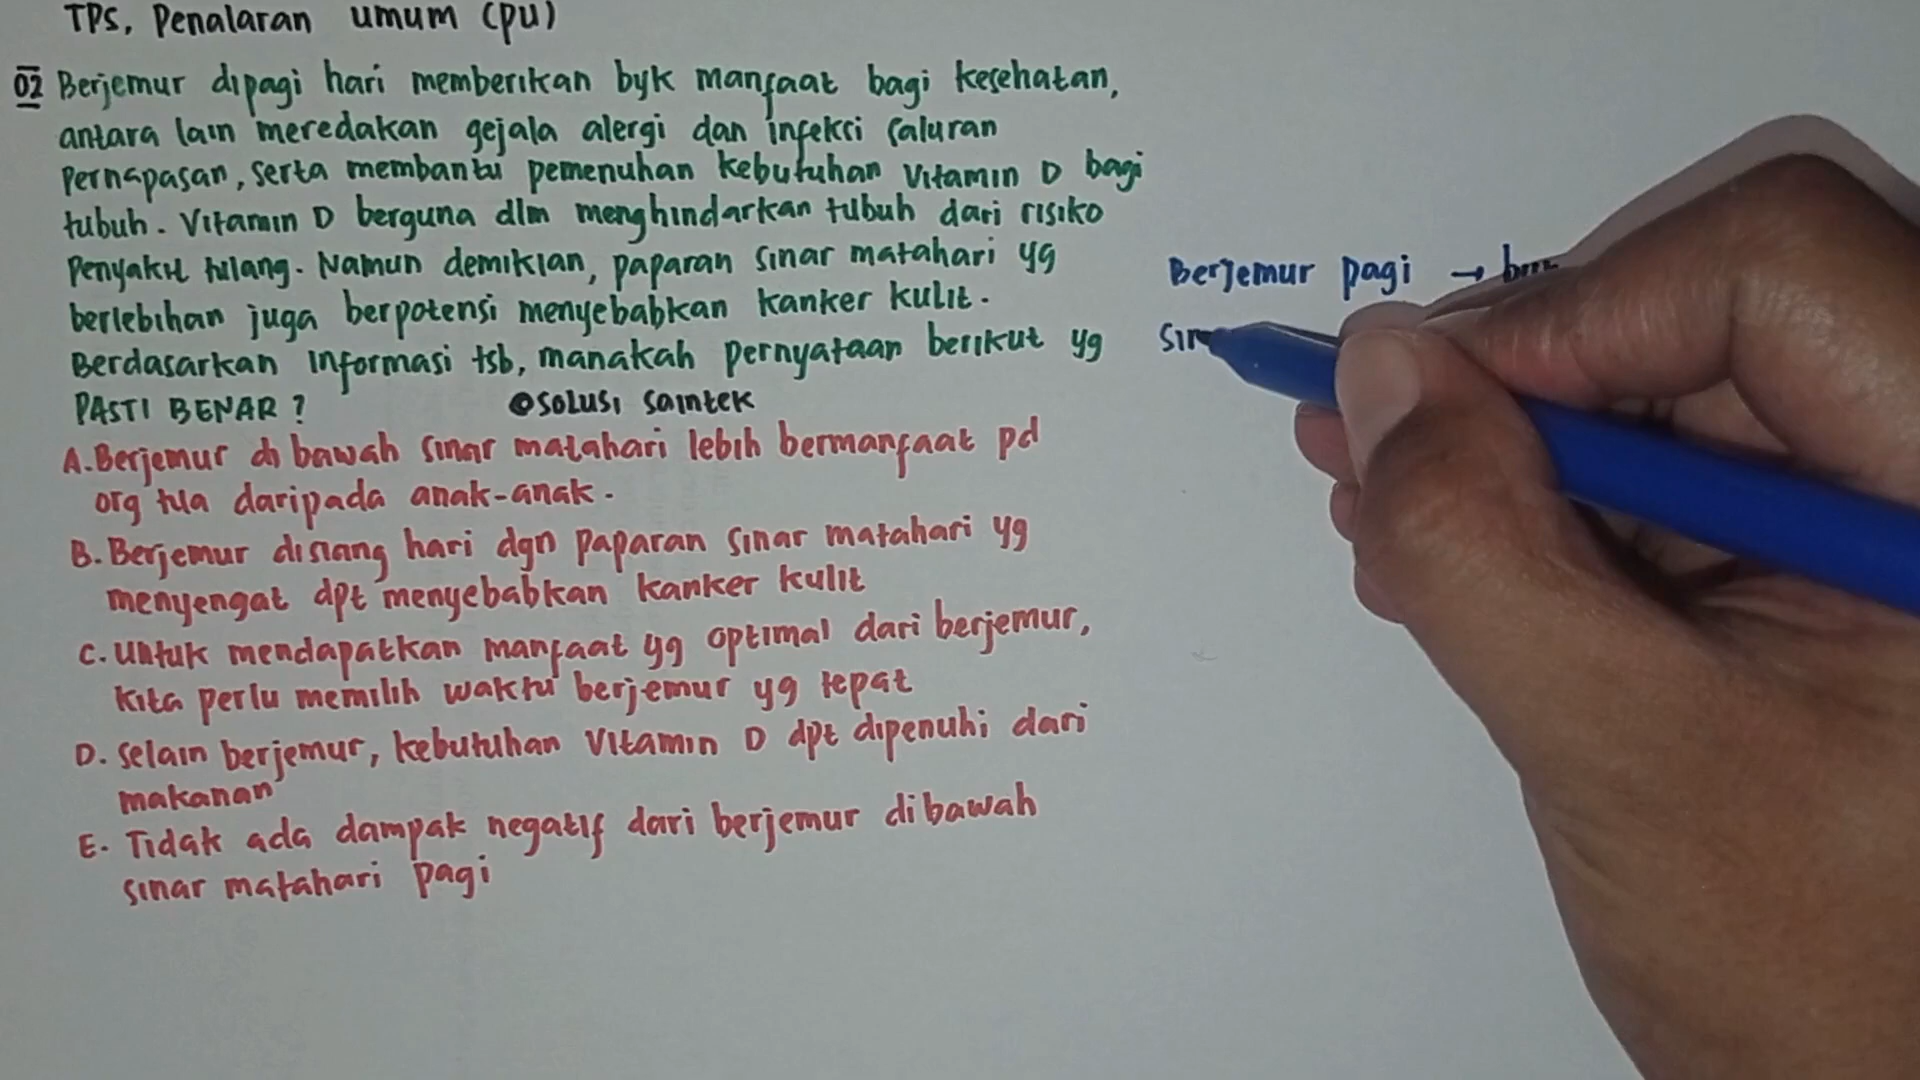 TPS, Penalaran umum (PU)
02 Berjemur dipagi hari memberikan byk manfaat bagi kesehatan,
antara lain meredakan gejala alergi dan infeksi saluran
Pernapasan, serta membantu pemenuhan kebutuhan Vitamin D bagi
tubuh. Vitamin D berguna dlm menghindarkan tubuh dari risiko
Penyakit tulang. Namun demikian, paparan sinar matahari yg
berlebihan juga berpotensi menyebabkan kanker kulit.
Berdasarkan informasi tsb, manakah pernyataan berikut yg
PASTI BENAR?
@solusi saintek
A. Berjemur di bawah sinar matahari lebih bermanfaat pd
org tua daripada anak-anak.
B. Berjemur disiang hari dgn paparan sinar matahari yg
menyengat dpt menyebabkan kanker kulit
C. Untuk mendapatkan manfaat yg optimal dari berjemur,
kita perlu memilih waktu berjemur yg tepat
D. Selain berjemur, kebutuhan Vitamin D dpt dipenuhi dari
makanan
E. Tidak ada dampak negatif dari berjemur dibawah
sinar matahari pagi
Berjemur pagi →